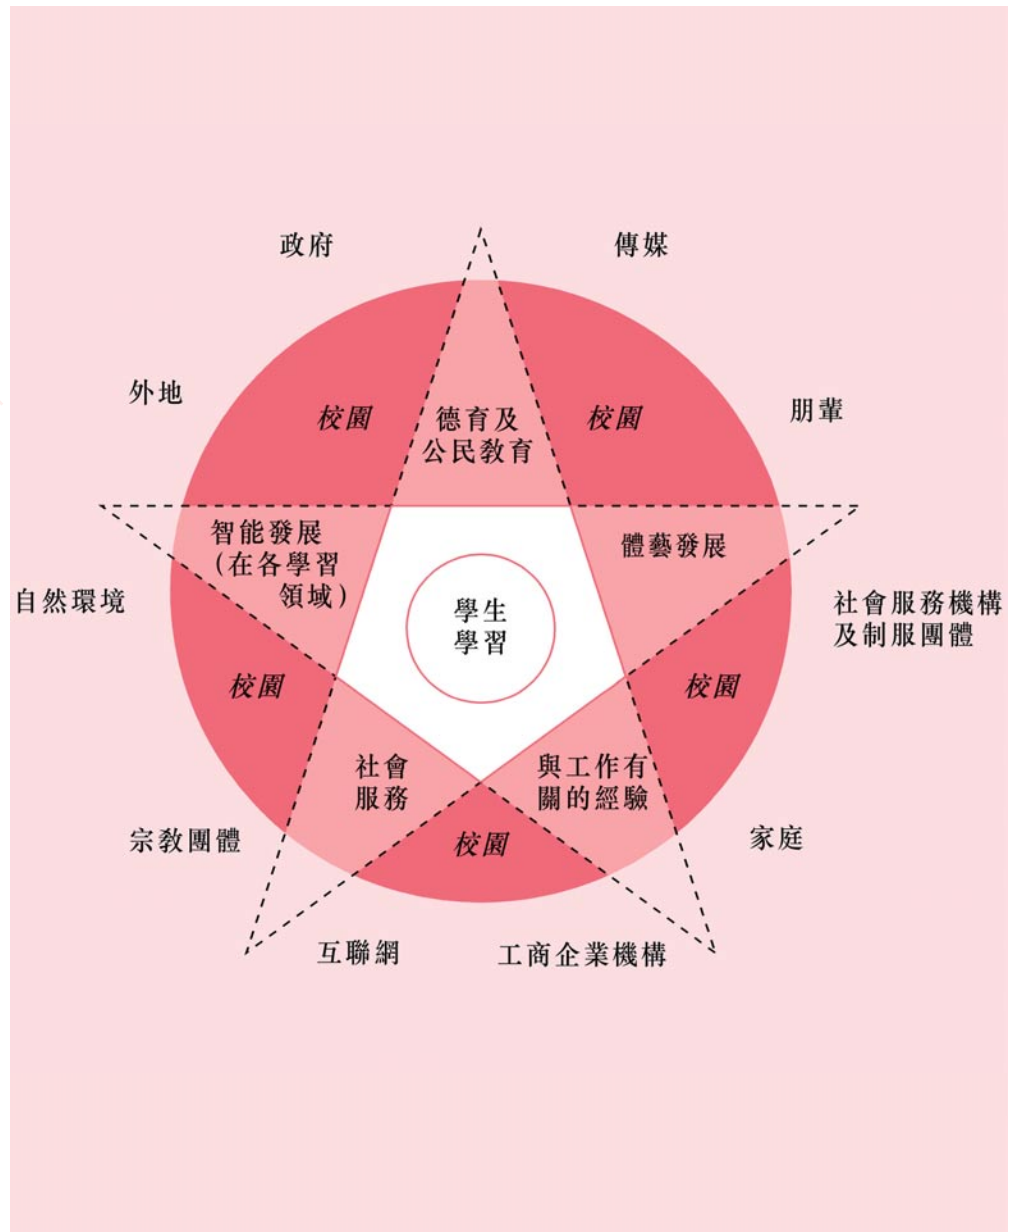 政府
傳媒
外地
朋輩
校園
德育及
公民教育
校園
智能發展
（在各學習
領域）
體藝發展
自然環境
學生
學習
社會服務機構
及制服團體
校園
校園
社會
服務
與工作有
關的經驗
宗教團體
校園
家庭
互聯網
工商企業機構